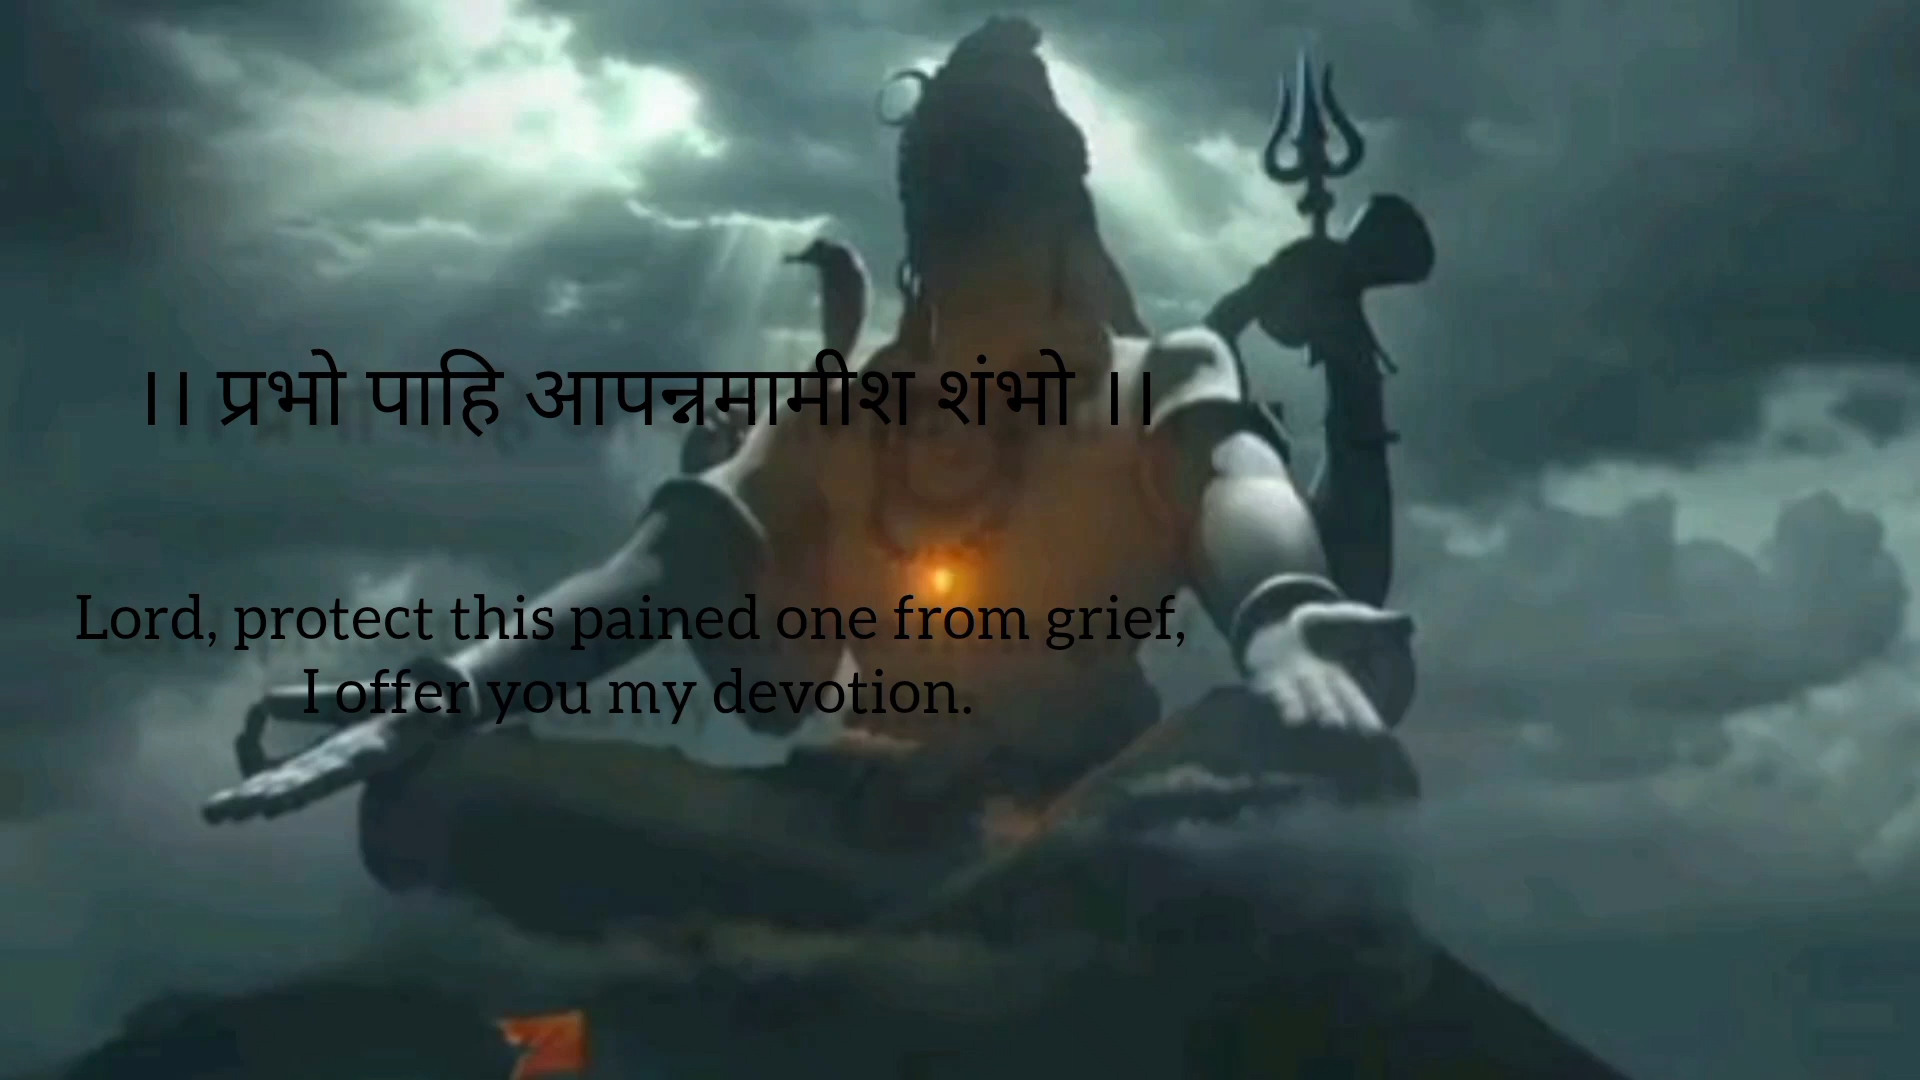 ।। प्रभो पाहि आपन्नमामीश शंभो ।।
Lord, protect this pained one from grief,
I offer you my devotion.